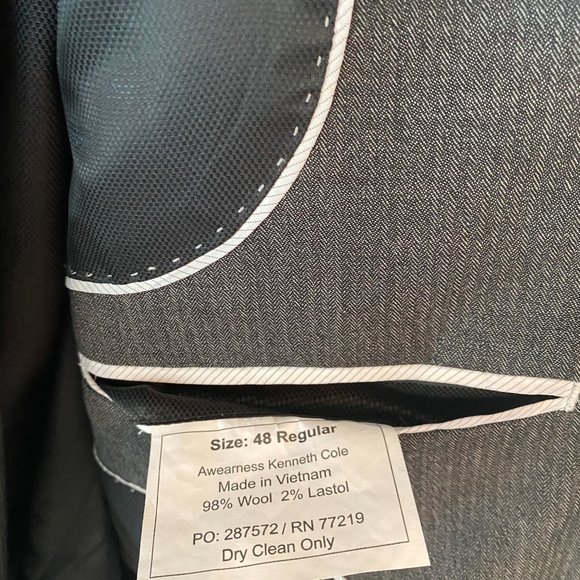 Size: 48 Regular
Awearness Kenneth Cole
Made in Vietnam
98% Wool 2% Lastol
PO: 287572 / RN 77219
Dry Clean Only